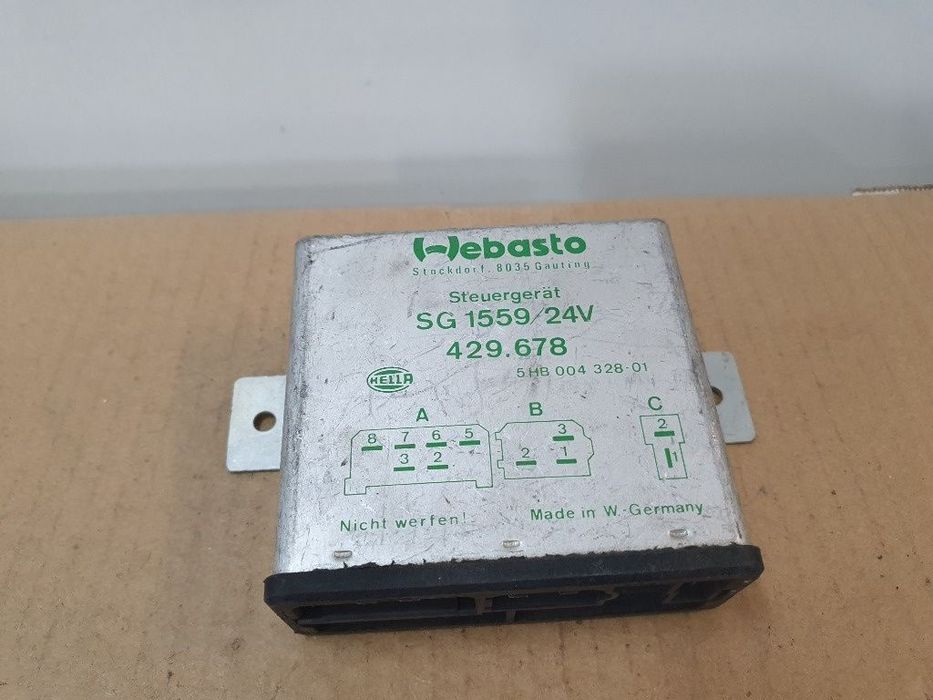 Webasto
Stockdorf, 8035 Gauting
Steuergerät
SG 1559/24V
429.678
HELLA
5HB 004 328-01
A B C
8 7 6 5
3 2
3
2 1
2
1
Nicht werfen!
Made in W.-Germany